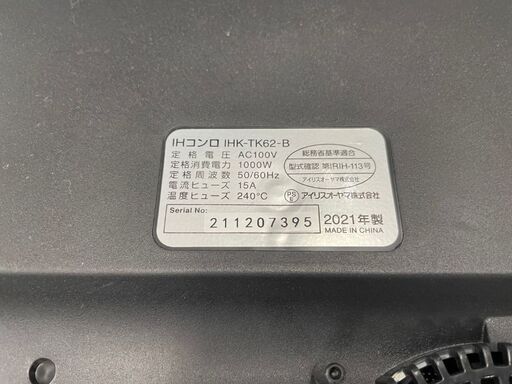 IHコンロ IHK-TK62-B
定格電圧 AC100V
定格消費電力 1000W
定格周波数 50/60Hz
電流ヒューズ 15A
温度ヒューズ 240℃
総務省基準適合
型式確認 第IRIH-113号
アイリスオーヤマ株式会社
PS E アイリスオーヤマ株式会社
Serial No:
211207395
2021年製
MADE IN CHINA